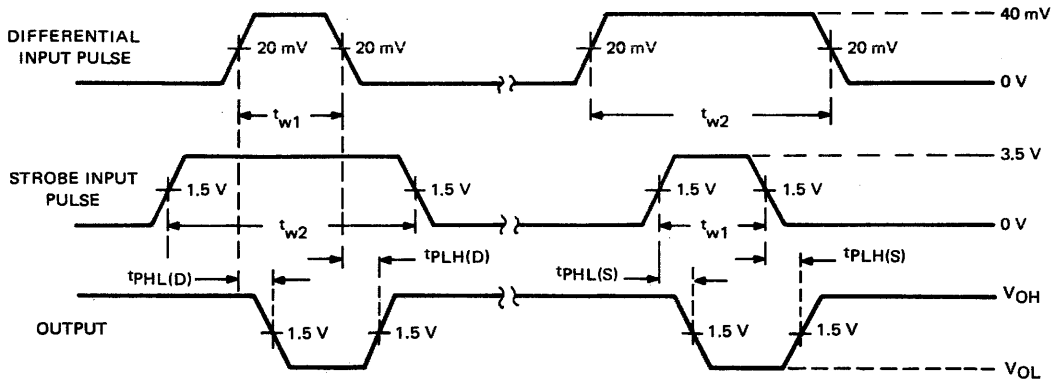 40 mV
DIFFERENTIAL
INPUT PULSE
20 mV
20 mV
20 mV
20 mV
0 V
tw1
tw2
3.5 V
STROBE INPUT
PULSE
1.5 V
1.5 V
1.5 V
1.5 V
tw2
tw1
0 V
tPHL(D)
tPLH(D)
tPHL(S)
tPLH(S)
VOH
OUTPUT
1.5 V
1.5 V
1.5 V
1.5 V
VOL